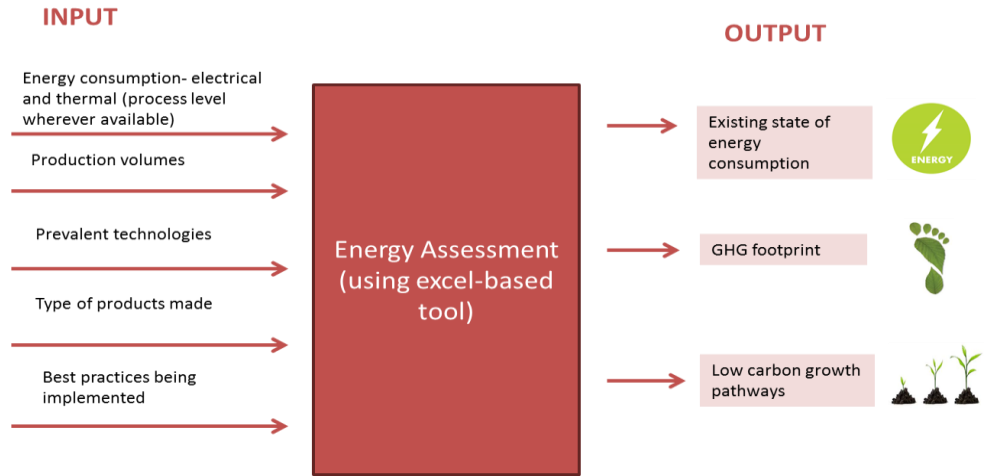 INPUT
Energy consumption- electrical
and thermal (process level
wherever available)
Production volumes
Prevalent technologies
Type of products made
Best practices being
implemented
Energy Assessment
(using excel-based
tool)
OUTPUT
Existing state of
energy
consumption
ENERGY
GHG footprint
Low carbon growth
pathways